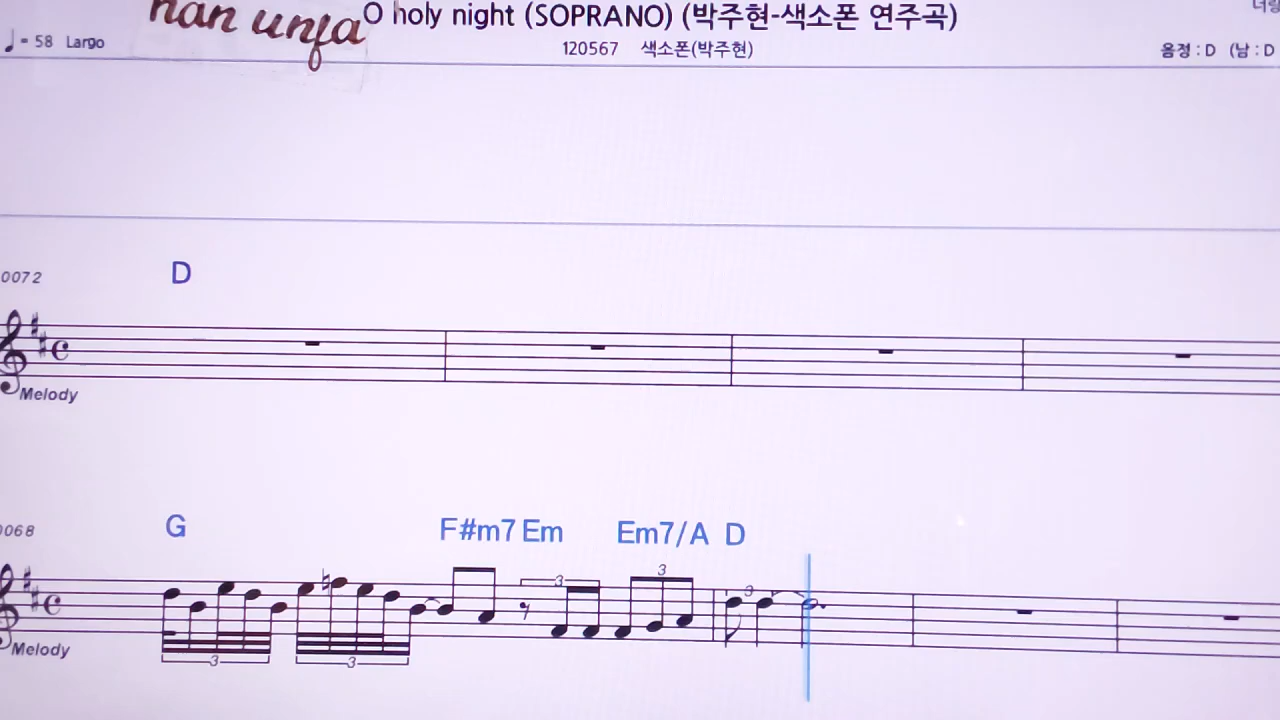 nan unfa
O holy night (SOPRANO) (박주현-색소폰 연주곡)
♩= 58 Largo
120567 색소폰(박주현)
음정 : D (남 : D
0072
D
Melody
0068
G F#m7 Em Em7/A D
3 3 3 3 3
Melody